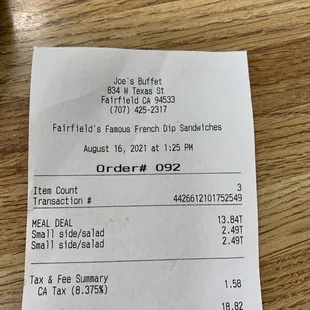 Joe's Buffet
834 W Texas St
Fairfield CA 94533
(707) 425-2317
Fairfield's Famous French Dip Sandwiches
August 16, 2021 at 1:25 PM
Order# 092
Item Count 3
Transaction # 4426612101752549
MEAL DEAL 13.84T
Small side/salad 2.49T
Small side/salad 2.49T
Tax & Fee Summary 1.58
CA Tax (8.375%)
18.82